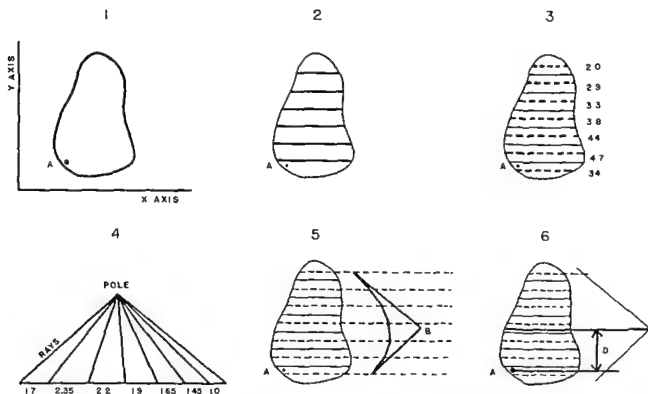 1
2
3
Y AXIS
A
X AXIS
A
A
20
29
33
38
44
47
34
4
5
6
POLE
RAYS
17 2.35 22 19 165 145 10
B
A
D
A